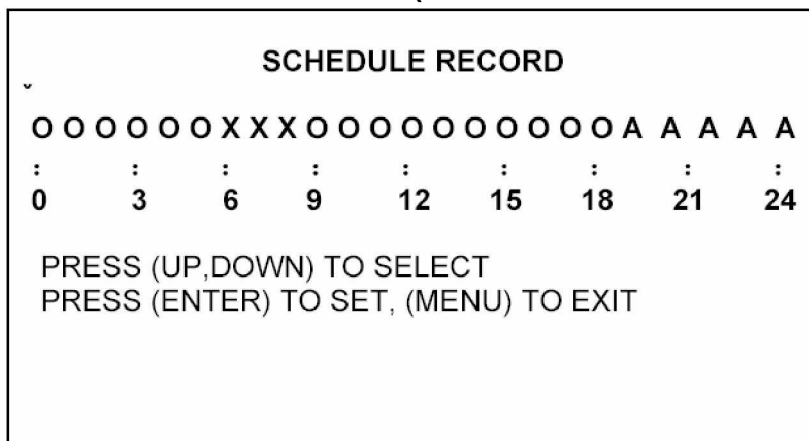 SCHEDULE RECORD
ˇ
O O O O O O X X X O O O O O O O O O O A A A A A
: : : : : : : : :
0 3 6 9 12 15 18 21 24
PRESS (UP,DOWN) TO SELECT
PRESS (ENTER) TO SET, (MENU) TO EXIT